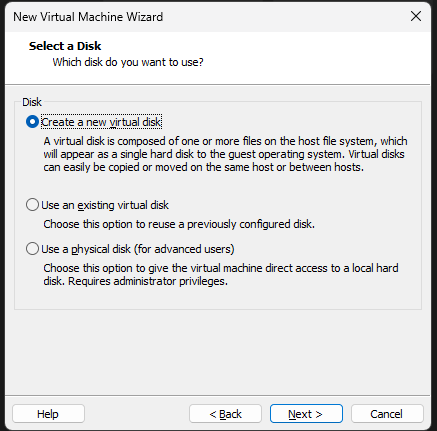 New Virtual Machine Wizard
Select a Disk
Which disk do you want to use?
Disk
Create a new virtual disk
A virtual disk is composed of one or more files on the host file system, which
will appear as a single hard disk to the guest operating system. Virtual disks
can easily be copied or moved on the same host or between hosts.
Use an existing virtual disk
Choose this option to reuse a previously configured disk.
Use a physical disk (for advanced users)
Choose this option to give the virtual machine direct access to a local hard
disk. Requires administrator privileges.
Help
< Back
Next >
Cancel